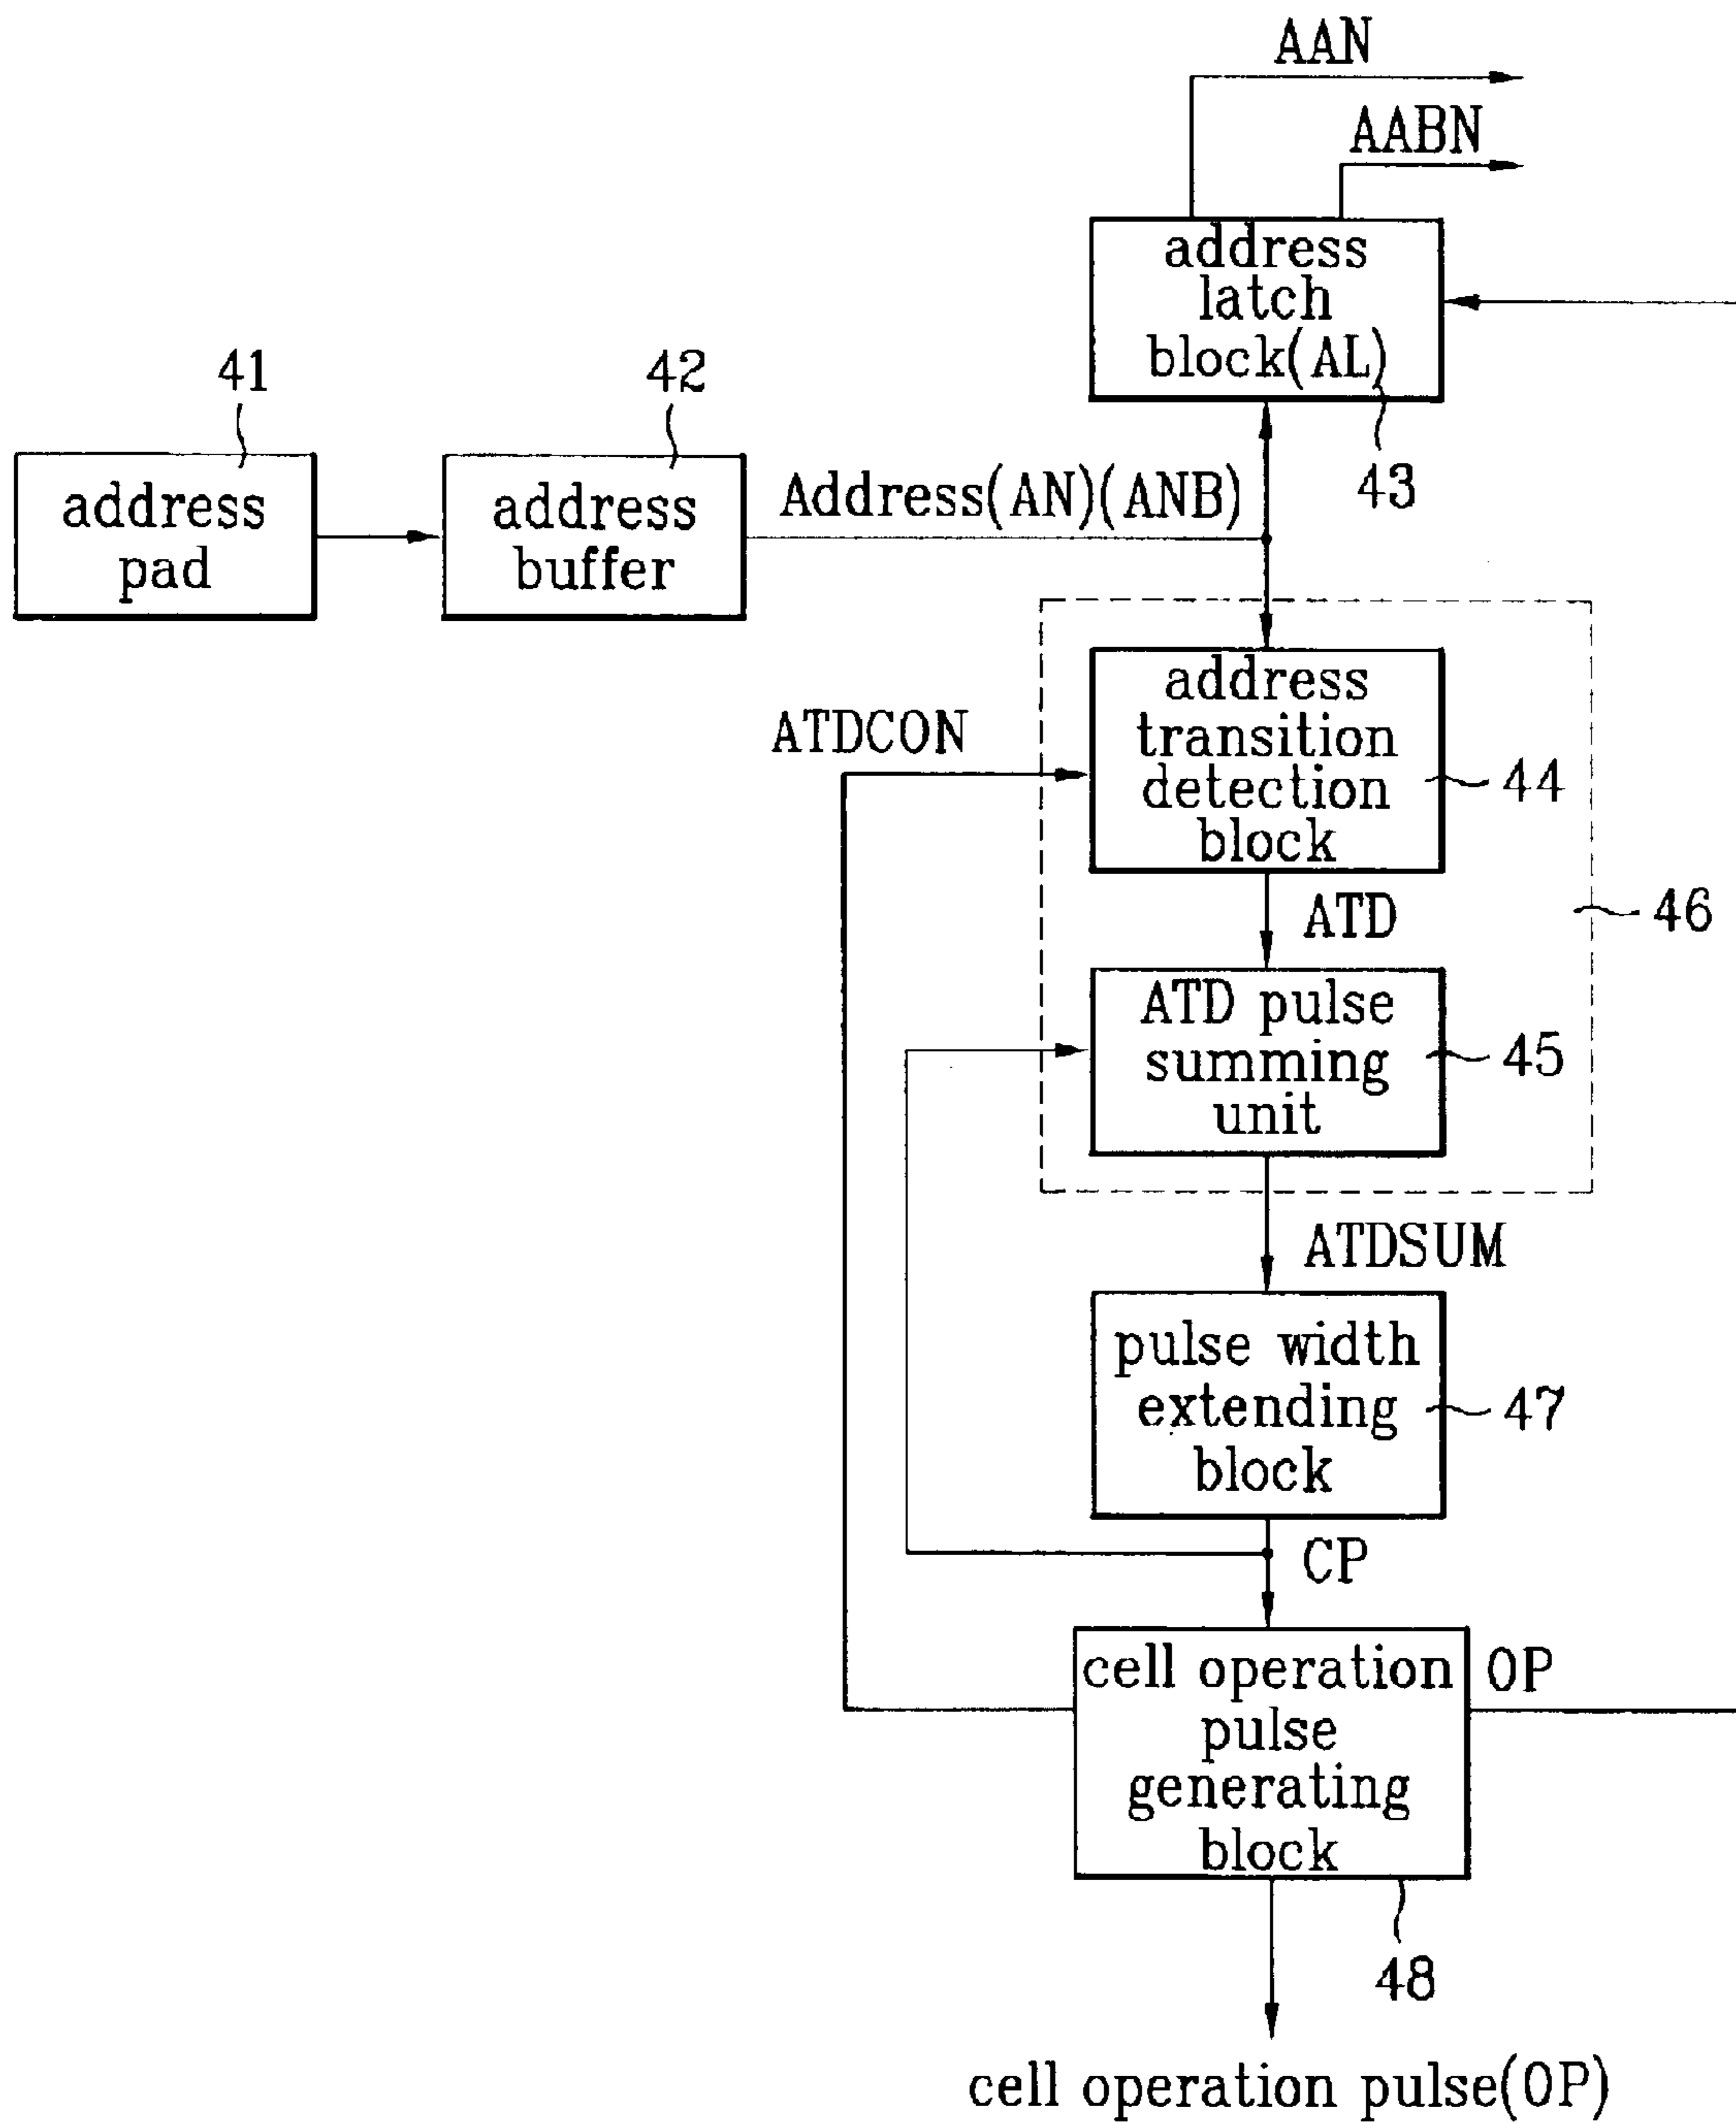 AAN
AABN
address
latch
block(AL)
43
41
42
address
pad
address
buffer
Address(AN)(ANB)
ATDCON
address
transition
detection
block
44
ATD
46
ATD pulse
summing
unit
45
ATDSUM
pulse width
extending
block
47
CP
cell operation
pulse
generating
block
OP
48
cell operation pulse(OP)